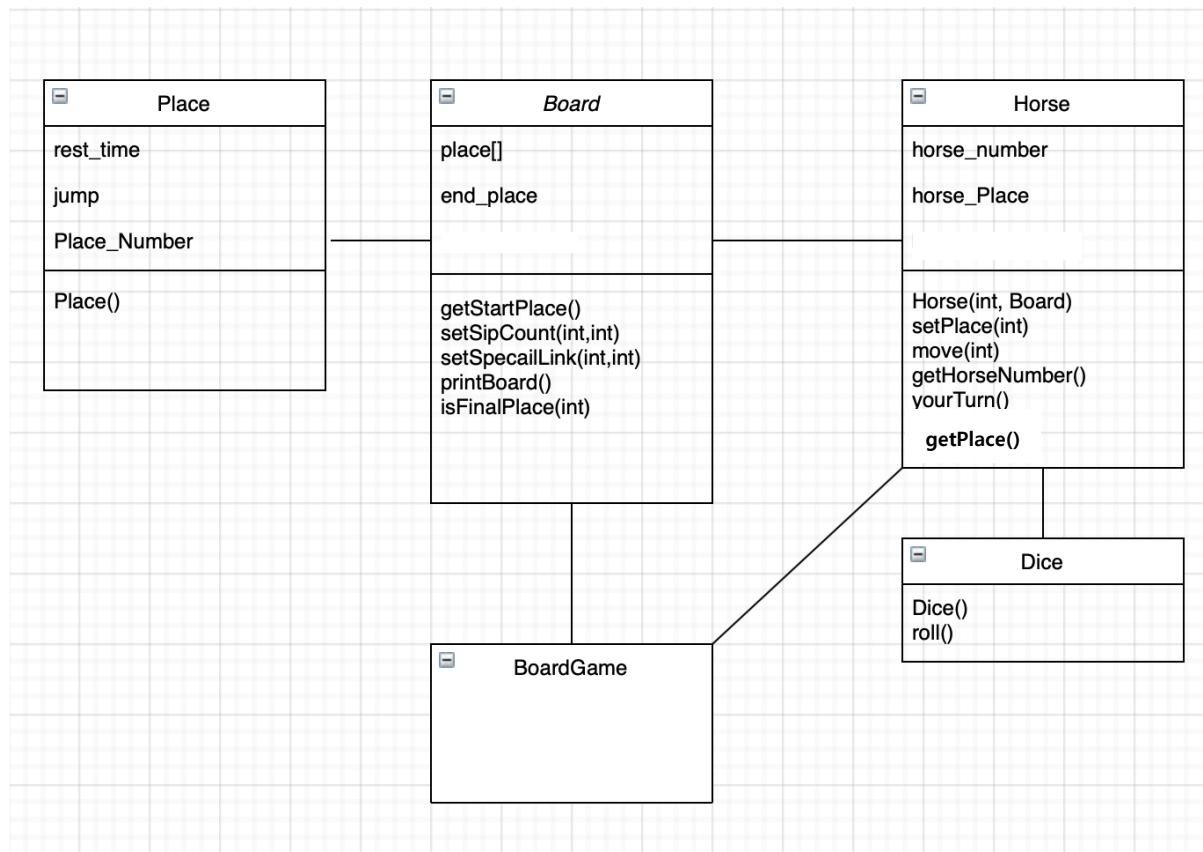 Place
rest_time
jump
Place_Number
Place()
Board
place[]
end_place
getStartPlace()
setSipCount(int,int)
setSpecailLink(int,int)
printBoard()
isFinalPlace(int)
Horse
horse_number
horse_Place
Horse(int, Board)
setPlace(int)
move(int)
getHorseNumber()
yourTurn()
getPlace()
Dice
Dice()
roll()
BoardGame